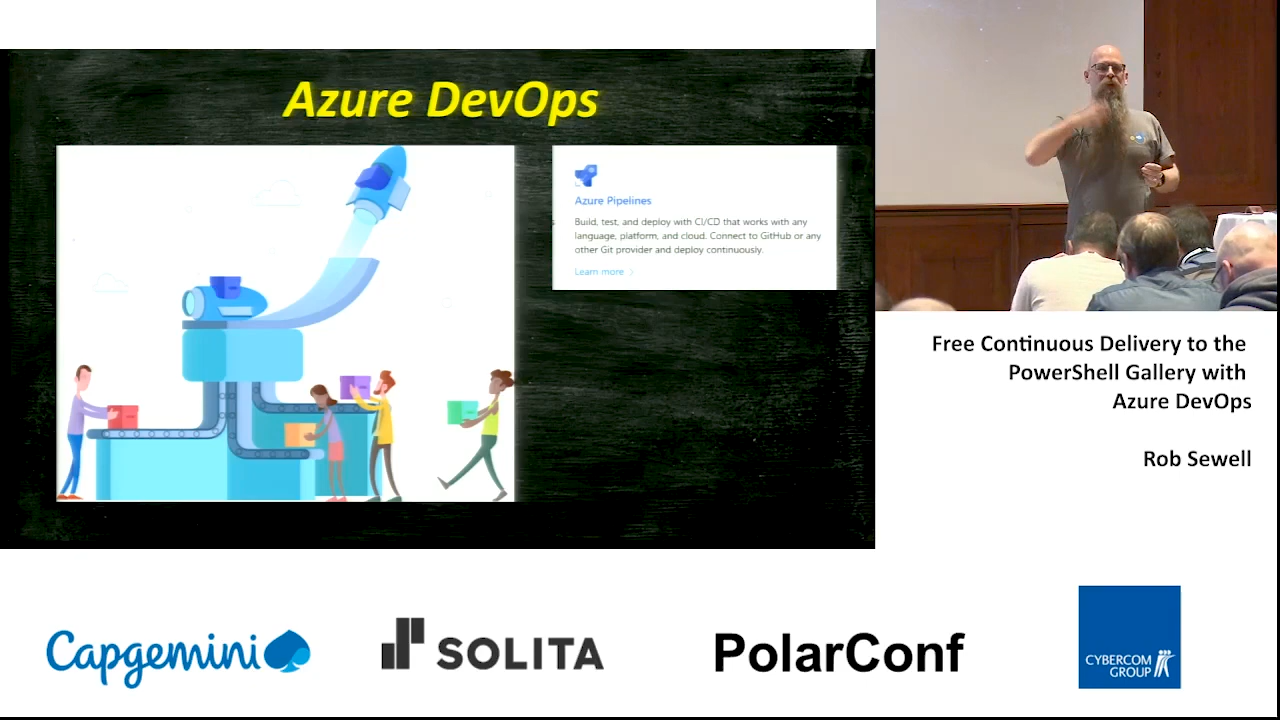 Azure DevOps
Azure Pipelines
Build, test, and deploy with CI/CD that works with any
language, platform, and cloud. Connect to GitHub or any
other Git provider and deploy continuously.
Learn more >
Free Continuous Delivery to the
PowerShell Gallery with
Azure DevOps
Rob Sewell
Capgemini
SOLITA
PolarConf
CYBERCOM
GROUP